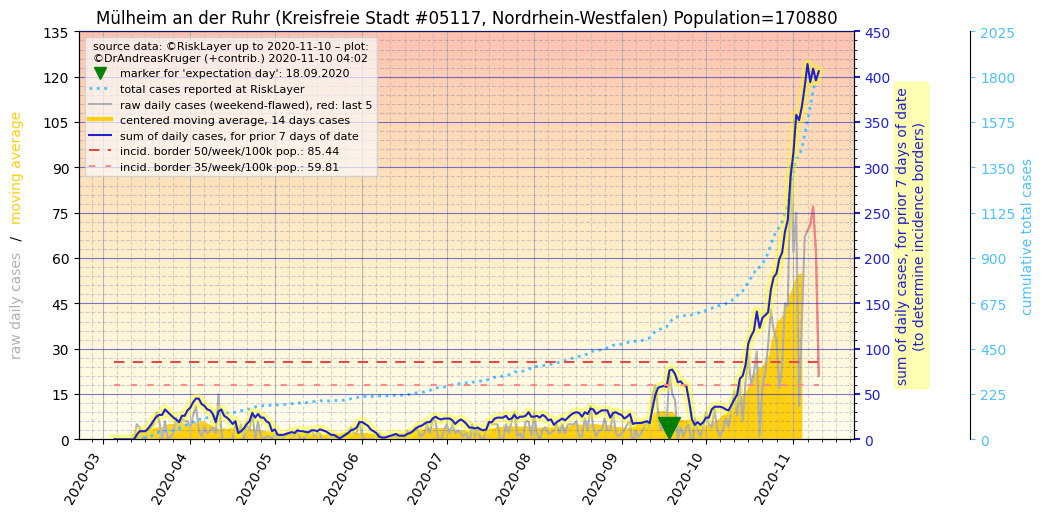 Mülheim an der Ruhr (Kreisfreie Stadt #05117, Nordrhein-Westfalen) Population=170880
source data: ©RiskLayer up to 2020-11-10 – plot:
©DrAndreasKruger (+contrib.) 2020-11-10 04:02
marker for 'expectation day': 18.09.2020
total cases reported at RiskLayer
raw daily cases (weekend-flawed), red: last 5
centered moving average, 14 days cases
sum of daily cases, for prior 7 days of date
incid. border 50/week/100k pop.: 85.44
incid. border 35/week/100k pop.: 59.81
raw daily cases / moving average
135
120
105
90
75
60
45
30
15
0
2020-03
2020-04
2020-05
2020-06
2020-07
2020-08
2020-09
2020-10
2020-11
450
400
350
300
250
200
150
100
50
0
sum of daily cases, for prior 7 days of date
(to determine incidence borders)
2025
1800
1575
1350
1125
900
675
450
225
0
cumulative total cases